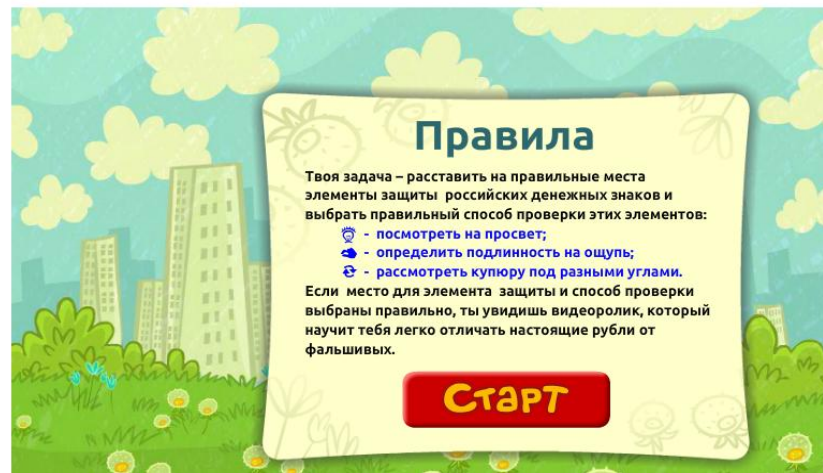 Правила
Твоя задача – расставить на правильные места
элементы защиты российских денежных знаков и
выбрать правильный способ проверки этих элементов:
- посмотреть на просвет;
- определить подлинность на ощупь;
- рассмотреть купюру под разными углами.
Если место для элемента защиты и способ проверки
выбраны правильно, ты увидишь видеоролик, который
научит тебя легко отличать настоящие рубли от
фальшивых.
Старт